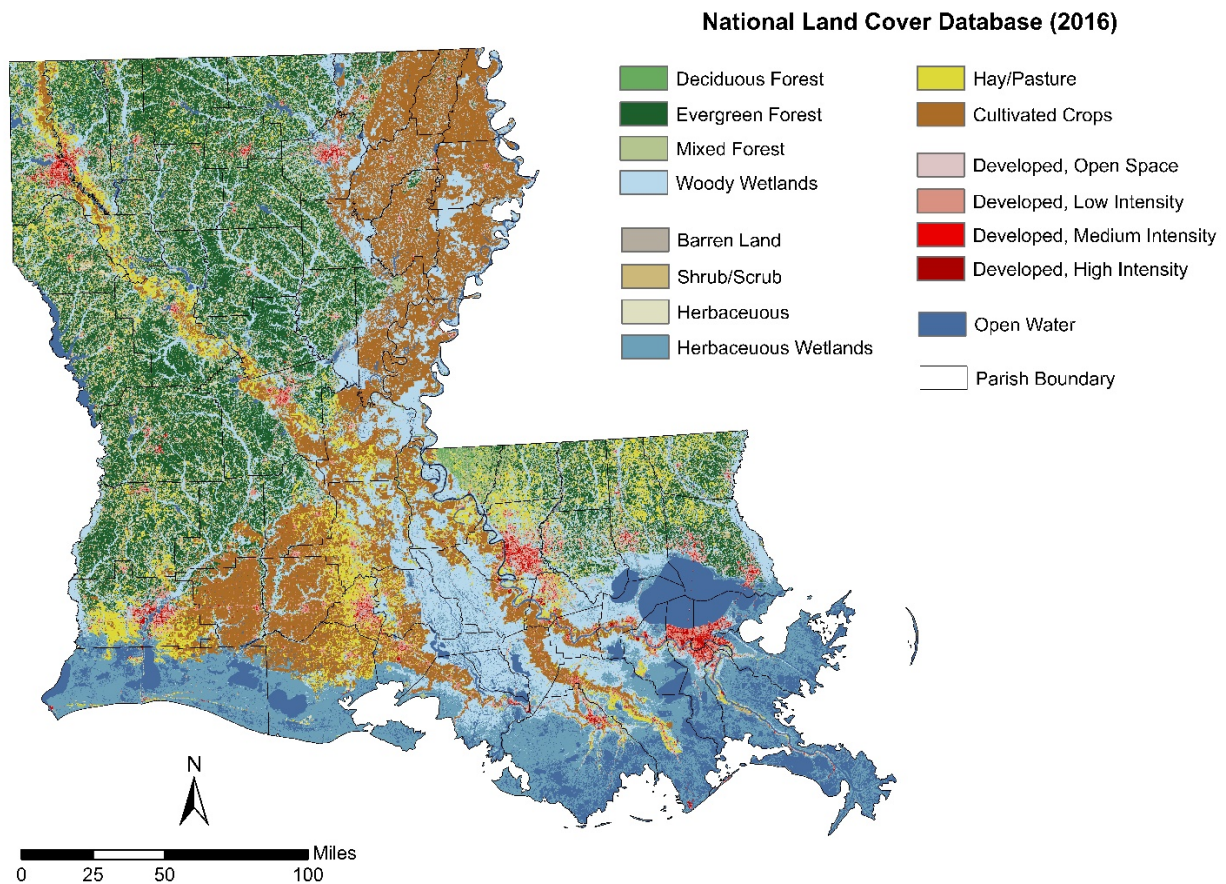 National Land Cover Database (2016)
Deciduous Forest
Evergreen Forest
Mixed Forest
Woody Wetlands
Barren Land
Shrub/Scrub
Herbaceuous
Herbaceuous Wetlands
Hay/Pasture
Cultivated Crops
Developed, Open Space
Developed, Low Intensity
Developed, Medium Intensity
Developed, High Intensity
Open Water
Parish Boundary
N
Miles
0 25 50 100